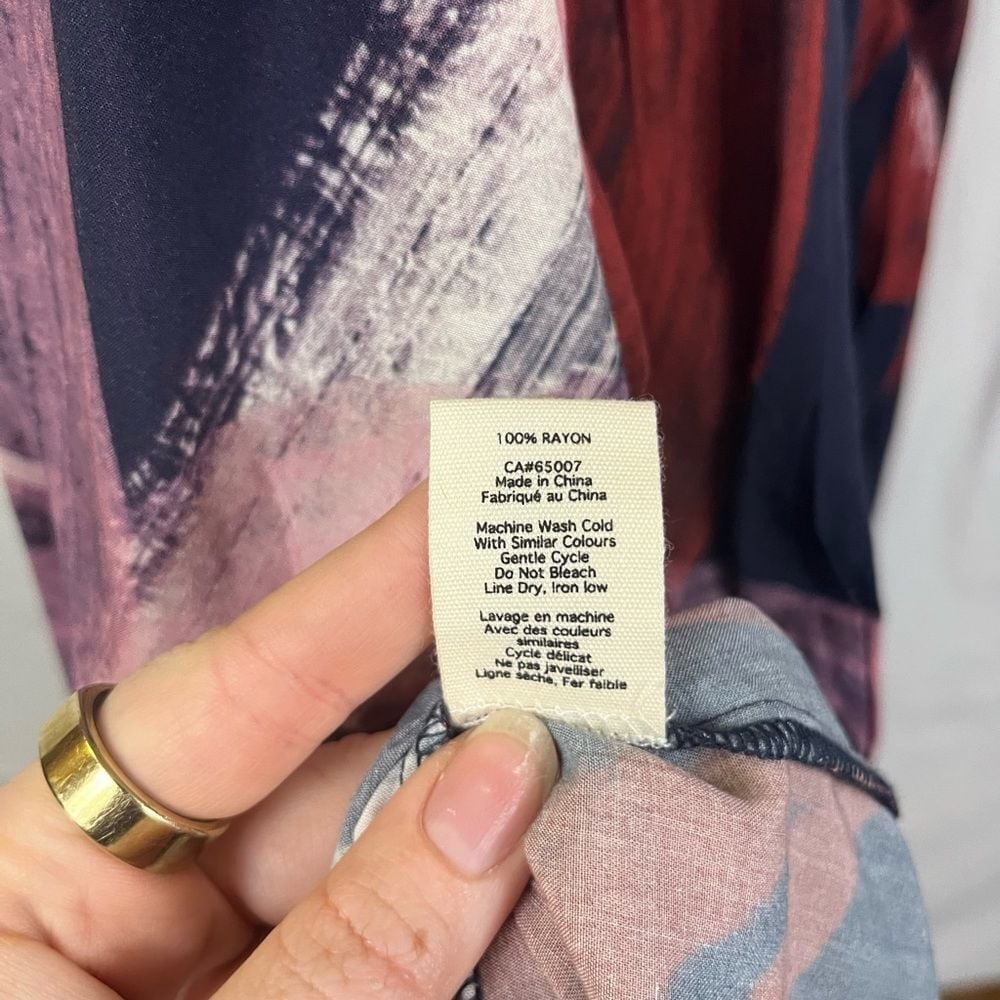 100% RAYON
CA#65007
Made in China
Fabriqué au China
Machine Wash Cold
With Similar Colours
Gentle Cycle
Do Not Bleach
Line Dry, Iron low
Lavage en machine
Avec des couleurs
similaires
Cycle délicat
Ne pas javelliser
Ligne sèche, Fer faible